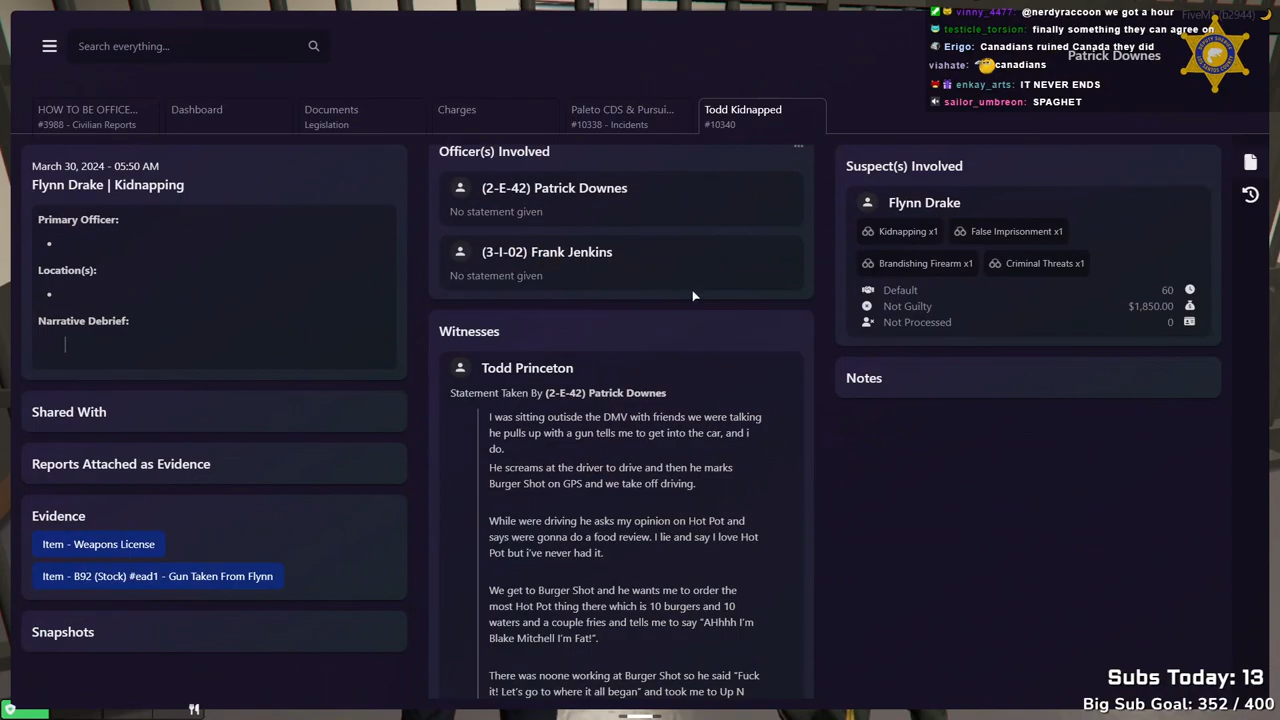 Search everything...
vinny_4477: @nerdyraccoon we got a hour
testicle_torsion: finally something they can agree on
Erigo: Canadians ruined Canada they did
viahate: canadians
enkay_arts: IT NEVER ENDS
sailor_umbreon: SPAGHET
FiveM (b2944)
Patrick Downes
HOW TO BE OFFICE...
#3988 - Civilian Reports
Dashboard
Documents
Legislation
Charges
Paleto CDS & Pursui...
#10338 - Incidents
Todd Kidnapped
#10340
March 30, 2024 - 05:50 AM
Flynn Drake | Kidnapping
Primary Officer:
Location(s):
Narrative Debrief:
Shared With
Reports Attached as Evidence
Evidence
Item - Weapons License
Item - B92 (Stock) #ead1 - Gun Taken From Flynn
Snapshots
Officer(s) Involved
(2-E-42) Patrick Downes
No statement given
(3-I-02) Frank Jenkins
No statement given
Witnesses
Todd Princeton
Statement Taken By (2-E-42) Patrick Downes
I was sitting outisde the DMV with friends we were talking
he pulls up with a gun tells me to get into the car, and i
do.
He screams at the driver to drive and then he marks
Burger Shot on GPS and we take off driving.
While were driving he asks my opinion on Hot Pot and
says were gonna do a food review. I lie and say I love Hot
Pot but i've never had it.
We get to Burger Shot and he wants me to order the
most Hot Pot thing there which is 10 burgers and 10
waters and a couple fries and tells me to say "AHhhh I'm
Blake Mitchell I'm Fat!".
There was noone working at Burger Shot so he said "Fuck
it! Let's go to where it all began" and took me to Up N
Suspect(s) Involved
Flynn Drake
Kidnapping x1
False Imprisonment x1
Brandishing Firearm x1
Criminal Threats x1
Default 60
Not Guilty $1,850.00
Not Processed 0
Notes
Subs Today: 13
Big Sub Goal: 352 / 400